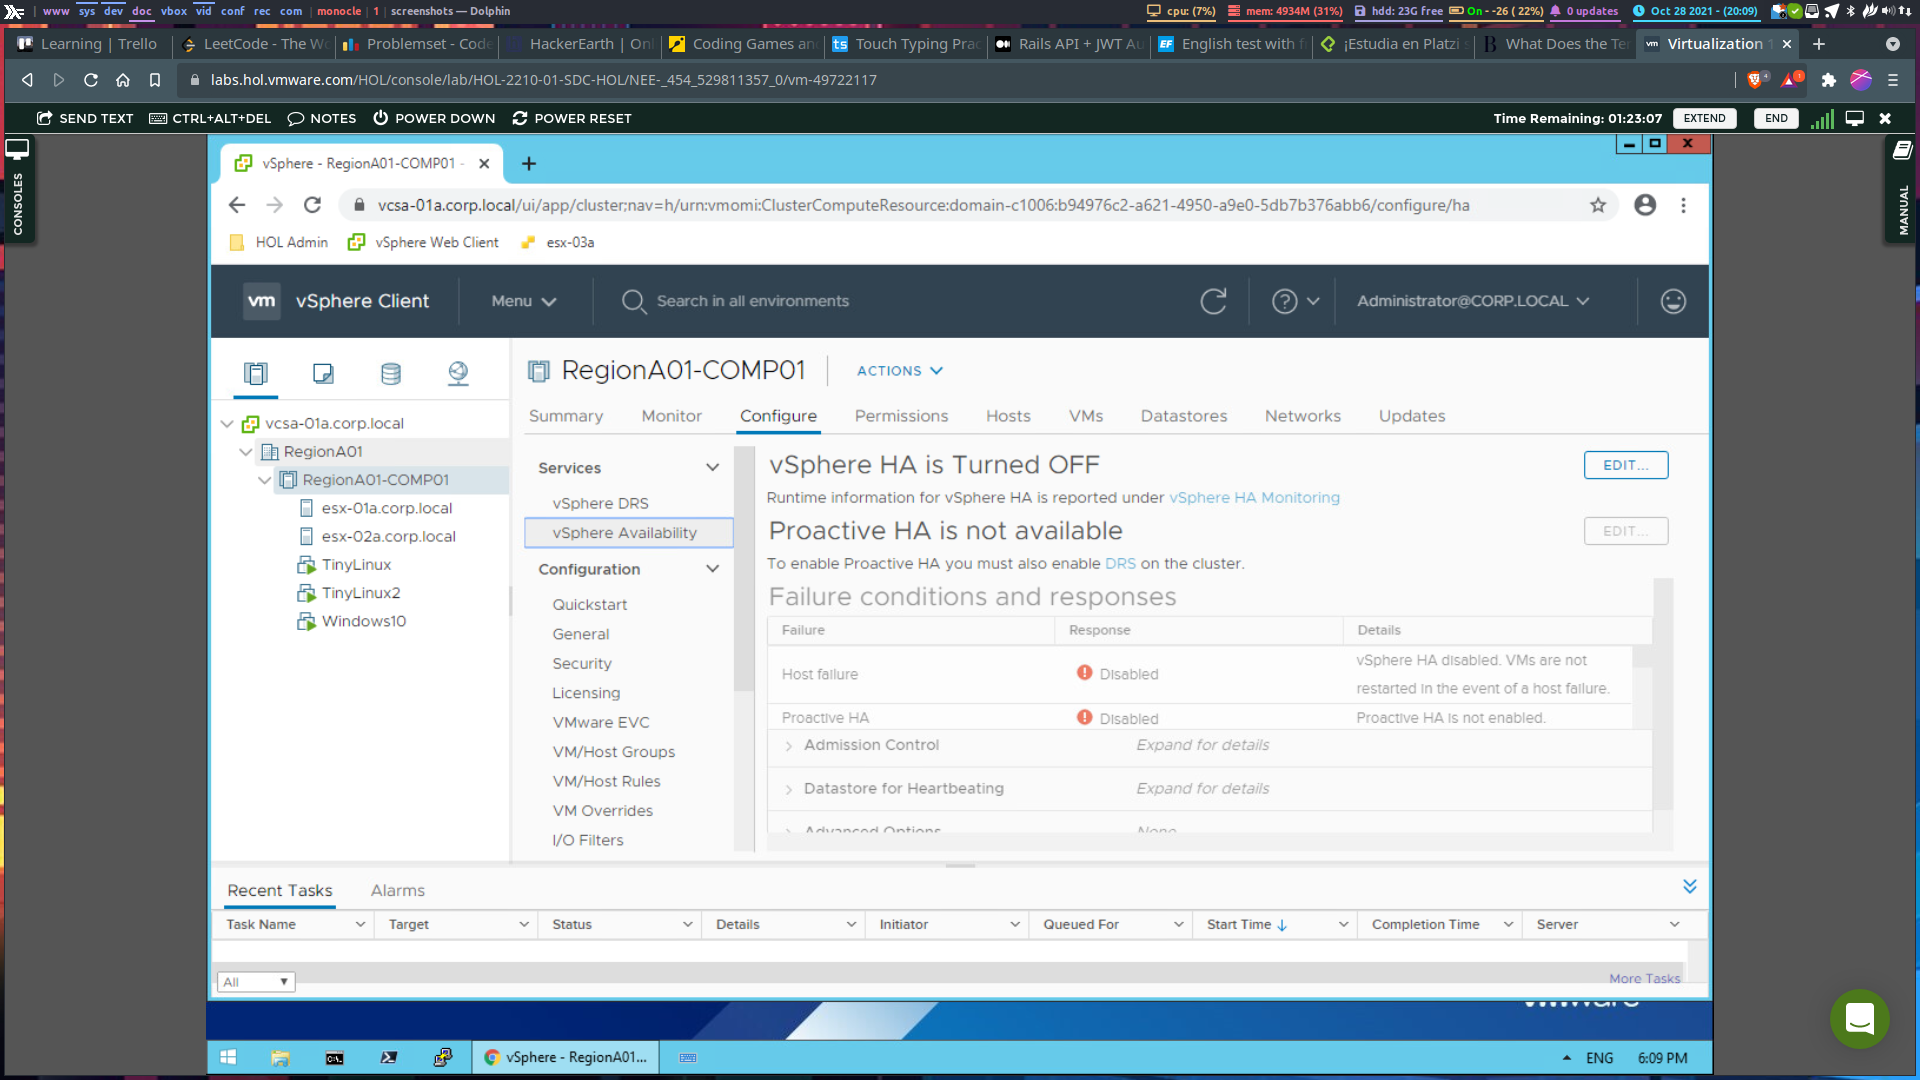 www sys dev doc vbox vid conf rec com monocle 1 screenshots — Dolphin
cpu: (7%) mem: 4934M (31%) hdd: 23G free On - -26 ( 22%) 0 updates Oct 28 2021 - (20:09)
Learning | Trello
LeetCode - The Wo
Problemset - Code
HackerEarth | Onl
Coding Games and
Touch Typing Prac
Rails API + JWT Au
English test with f
¡Estudia en Platzi
What Does the Te
Virtualization
labs.hol.vmware.com/HOL/console/lab/HOL-2210-01-SDC-HOL/NEE-_454_529811357_0/vm-49722117
SEND TEXT CTRL+ALT+DEL NOTES POWER DOWN POWER RESET
Time Remaining: 01:23:07 EXTEND END
CONSOLES
MANUAL
vSphere - RegionA01-COMP01 -
vcsa-01a.corp.local/ui/app/cluster;nav=h/urn:vmomi:ClusterComputeResource:domain-c1006:b94976c2-a621-4950-a9e0-5db7b376abb6/configure/ha
HOL Admin vSphere Web Client esx-03a
vm vSphere Client Menu Search in all environments Administrator@CORP.LOCAL
vcsa-01a.corp.local
RegionA01
RegionA01-COMP01
esx-01a.corp.local
esx-02a.corp.local
TinyLinux
TinyLinux2
Windows10
RegionA01-COMP01 ACTIONS
Summary Monitor Configure Permissions Hosts VMs Datastores Networks Updates
Services
vSphere DRS
vSphere Availability
Configuration
Quickstart
General
Security
Licensing
VMware EVC
VM/Host Groups
VM/Host Rules
VM Overrides
I/O Filters
vSphere HA is Turned OFF EDIT...
Runtime information for vSphere HA is reported under vSphere HA Monitoring
Proactive HA is not available EDIT...
To enable Proactive HA you must also enable DRS on the cluster.
Failure conditions and responses
Failure Response Details
Host failure Disabled vSphere HA disabled. VMs are not
restarted in the event of a host failure.
Proactive HA Disabled Proactive HA is not enabled.
Admission Control Expand for details
Datastore for Heartbeating Expand for details
Advanced Options None
Recent Tasks Alarms
Task Name Target Status Details Initiator Queued For Start Time Completion Time Server
All More Tasks
vmware
vSphere - RegionA01... ENG 6:09 PM